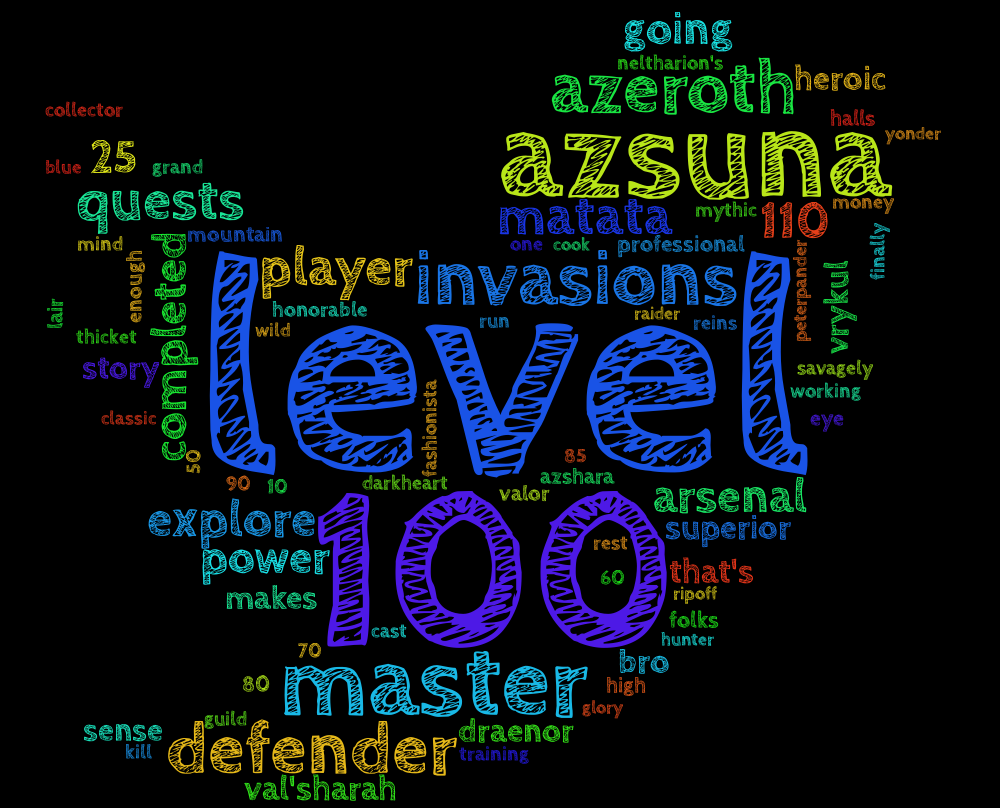 going
neltharion's
azeroth
heroic
collector
halls
yonder
azsuna
25
blue
grand
quests
matata
mythic
110
money
mountain
mind
one
cook
professional
finally
completed
enough
player
invasions
peterpander
vrykul
lair
honorable
wild
run
raider
reins
thicket
level
story
savagely
working
fashionista
classic
eye
50
85
90
10
darkheart
valor
azshara
arsenal
explore
100
superior
power
rest
that's
60
makes
ripoff
folks
cast
hunter
70
bro
80
master
high
glory
guild
sense
kill
defender
draenor
training
val'sharah